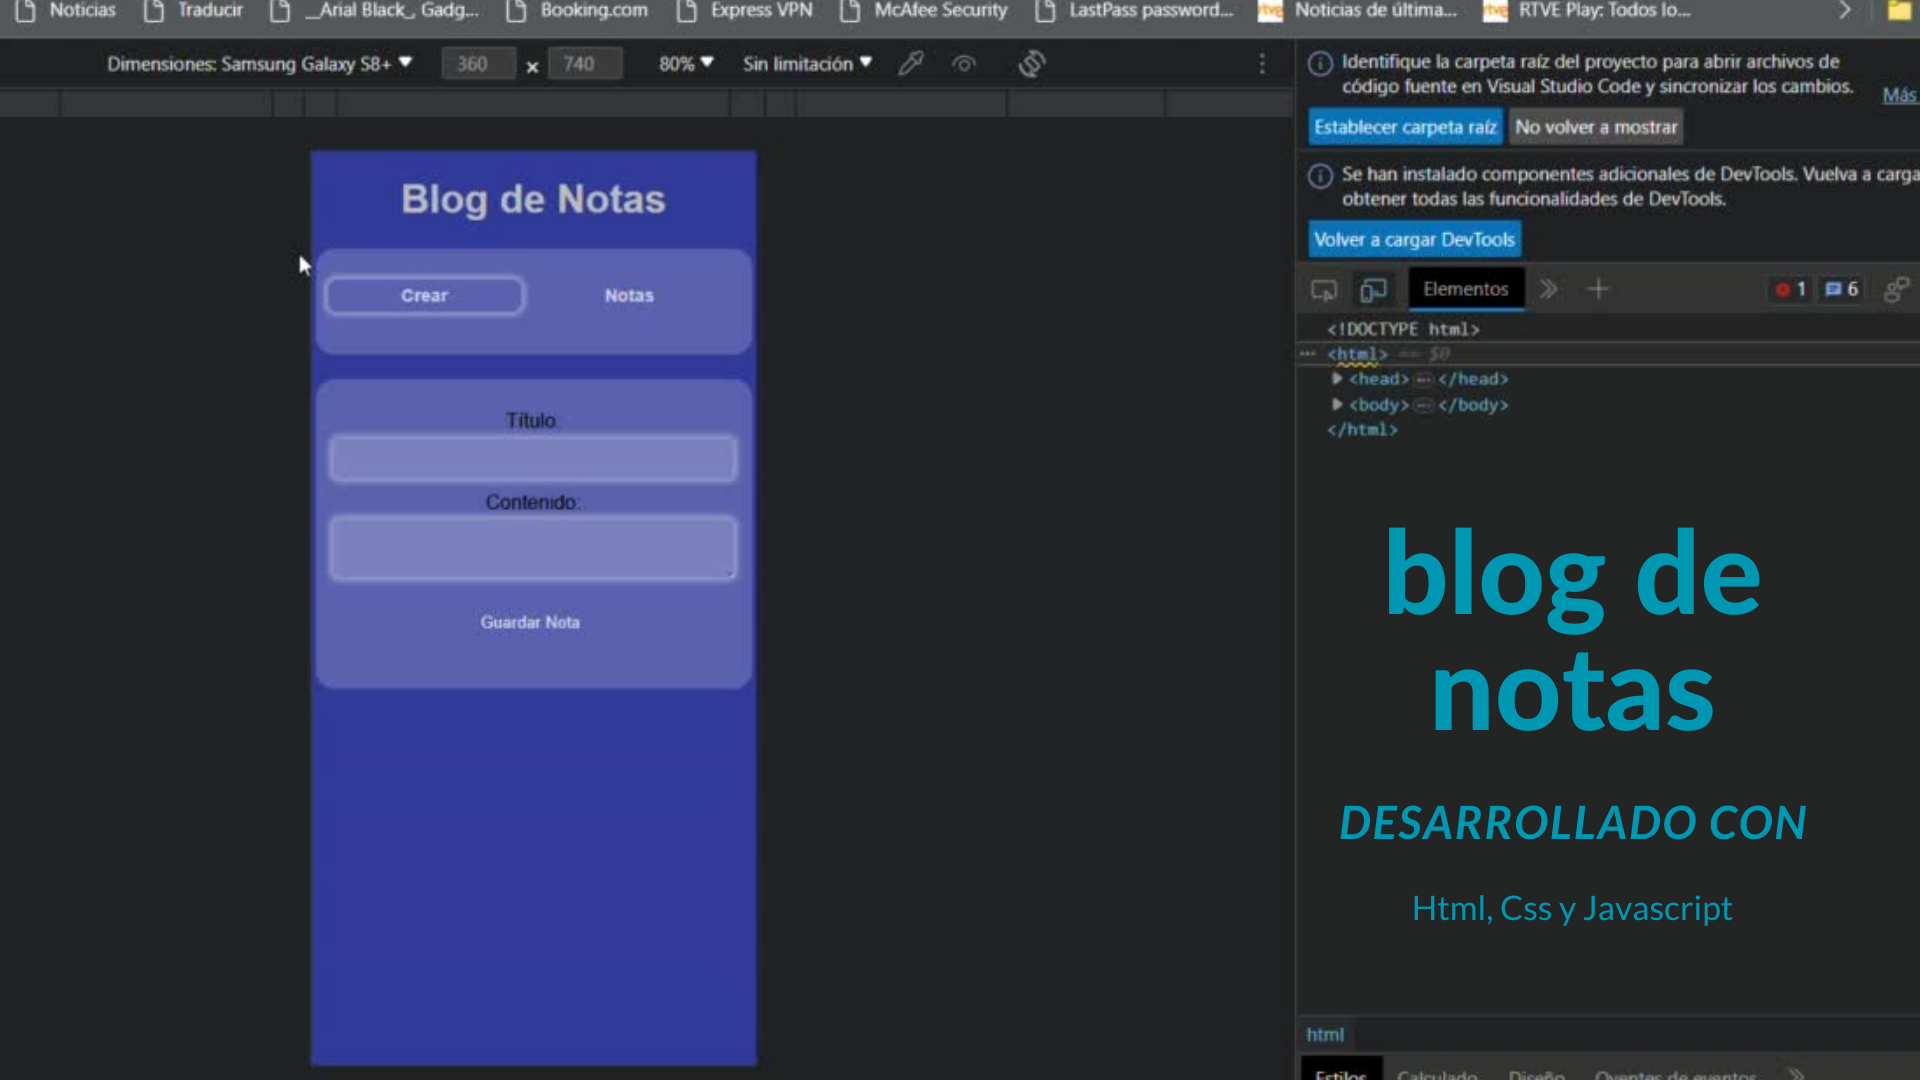 Noticias Traducir __Arial Black_, Gadg... Booking.com Express VPN McAfee Security LastPass password... Noticias de última... RTVE Play: Todos lo...
Dimensiones: Samsung Galaxy S8+ 360 x 740 80% Sin limitación
Identifique la carpeta raíz del proyecto para abrir archivos de
código fuente en Visual Studio Code y sincronizar los cambios.
Más
Establecer carpeta raíz No volver a mostrar
Se han instalado componentes adicionales de DevTools. Vuelva a carga
obtener todas las funcionalidades de DevTools.
Volver a cargar DevTools
Elementos 1 6
<!DOCTYPE html>
<html> == $0
<head> ... </head>
<body> ... </body>
</html>
Blog de Notas
Crear Notas
Título:
Contenido:
Guardar Nota
blog de
notas
DESARROLLADO CON
Html, Css y Javascript
html
Estilos Calculado Diseño Oyentes de eventos